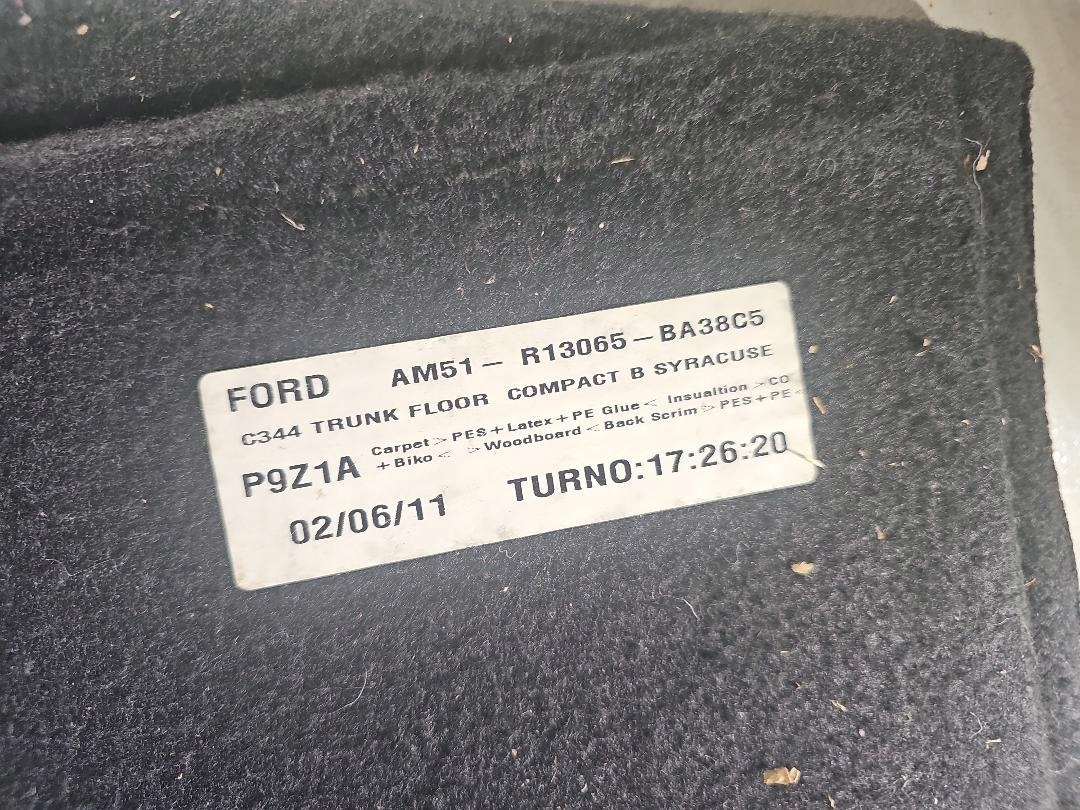 FORD AM51- R13065-BA38C5
C344 TRUNK FLOOR COMPACT B SYRACUSE
P9Z1A Carpet > PES+Latex+PE Glue < Insualtion > CO
+Biko < > Woodboard < Back Scrim > PES+PE <
02/06/11 TURNO:17:26:20